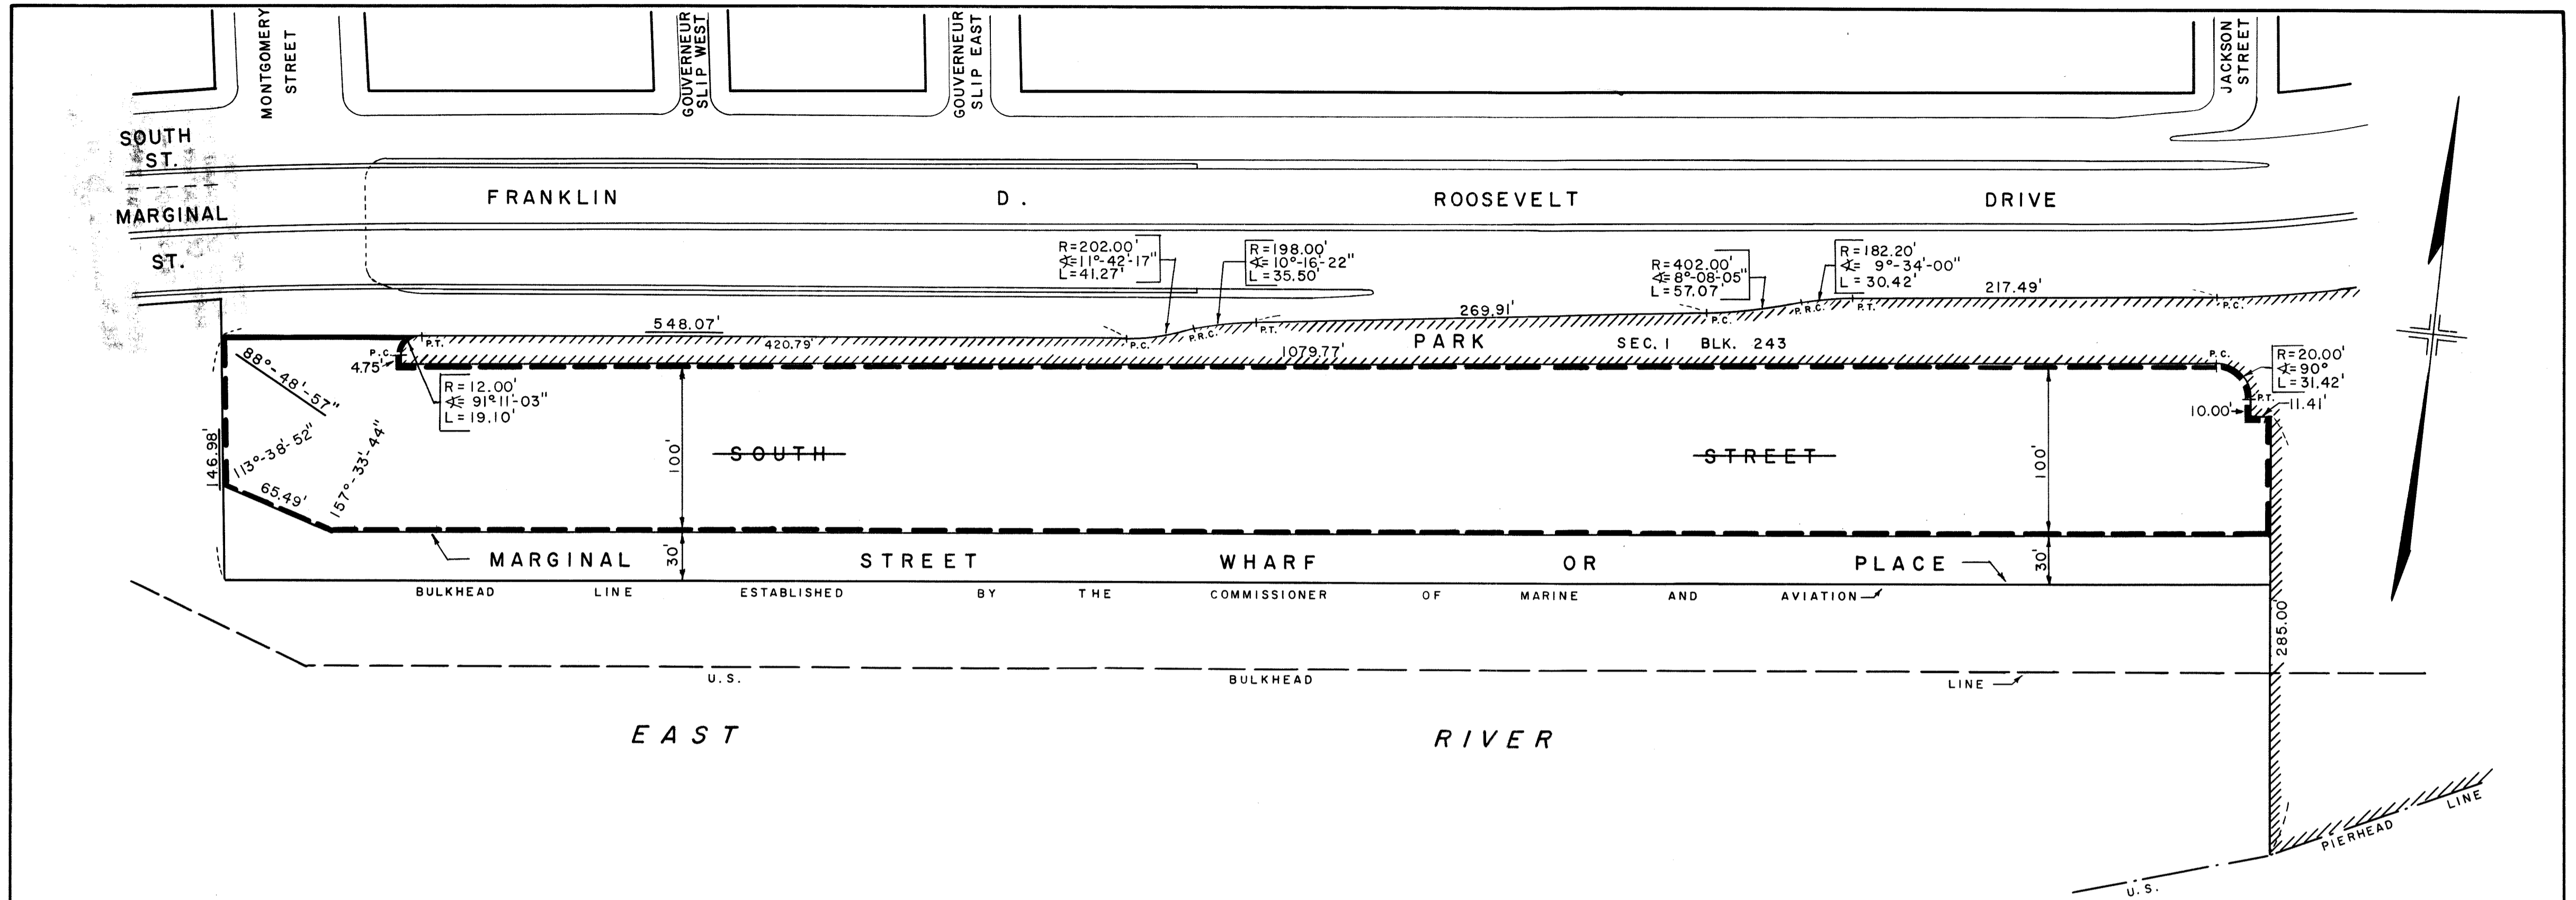 MONTGOMERY
STREET
GOUVERNEUR
SLIP WEST
GOUVERNEUR
SLIP EAST
JACKSON
STREET
SOUTH
ST.
MARGINAL
ST.
FRANKLIN D. ROOSEVELT DRIVE
R=202.00'
∢=11°-42'-17"
L=41.27'
R=198.00'
∢=10°-16'-22"
L=35.50'
R=402.00'
∢=8°-08'-05"
L=57.07'
R=182.20'
∢= 9°-34'-00"
L=30.42'
548.07'
269.91'
217.49'
P.C.
P.T.
420.79'
P.C.
P.R.C.
P.T.
P.C.
P.R.C.
P.T.
P.C.
1079.77'
PARK SEC. 1 BLK. 243
P.C.
4.75'
R=12.00'
∢= 91°11'-03"
L=19.10'
R=20.00'
∢=90°
L=31.42'
P.T.
10.00'
11.41'
88°-48'-57"
113°-38'-52"
157°-33'-44"
146.98'
65.49'
100'
SOUTH STREET
100'
30'
MARGINAL STREET WHARF OR PLACE
30'
BULKHEAD LINE ESTABLISHED BY THE COMMISSIONER OF MARINE AND AVIATION
285.00'
U.S. BULKHEAD LINE
EAST RIVER
U.S. PIERHEAD LINE